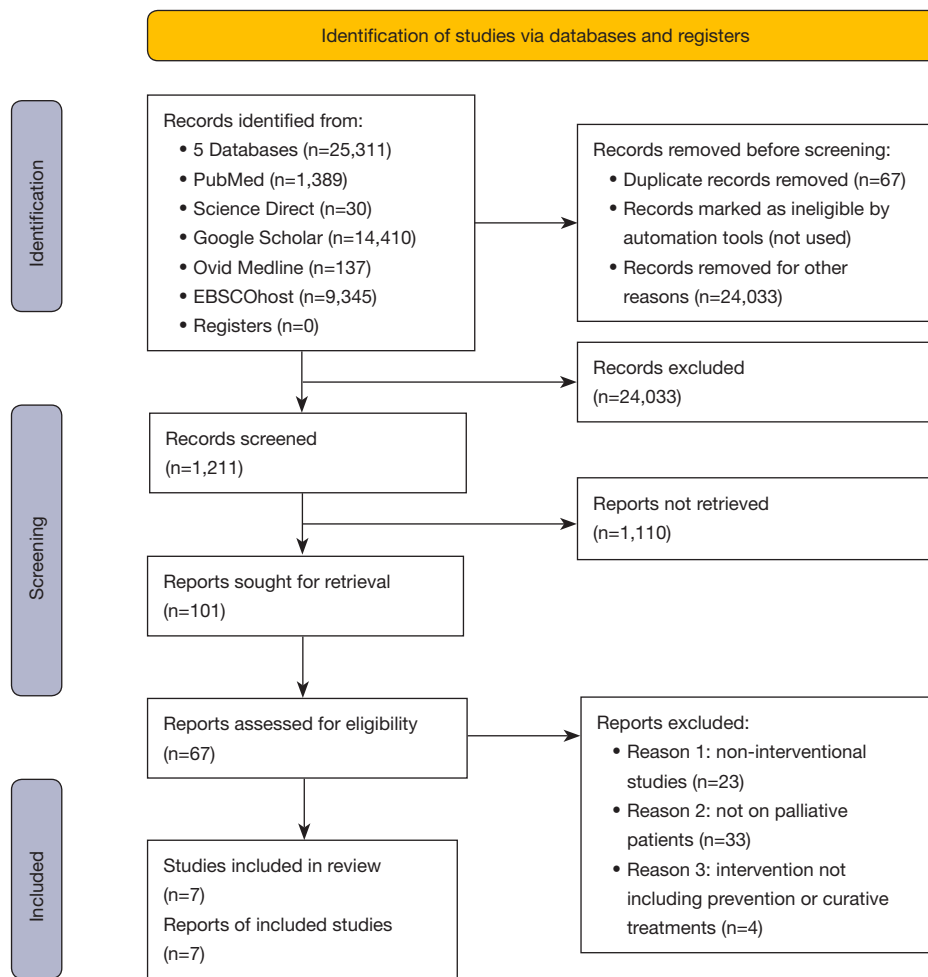 Identification of studies via databases and registers
Identification
Records identified from:
• 5 Databases (n=25,311)
• PubMed (n=1,389)
• Science Direct (n=30)
• Google Scholar (n=14,410)
• Ovid Medline (n=137)
• EBSCOhost (n=9,345)
• Registers (n=0)
Records removed before screening:
• Duplicate records removed (n=67)
• Records marked as ineligible by
automation tools (not used)
• Records removed for other
reasons (n=24,033)
Records excluded
(n=24,033)
Screening
Records screened
(n=1,211)
Reports not retrieved
(n=1,110)
Reports sought for retrieval
(n=101)
Reports assessed for eligibility
(n=67)
Reports excluded:
• Reason 1: non-interventional
studies (n=23)
• Reason 2: not on palliative
patients (n=33)
• Reason 3: intervention not
including prevention or curative
treatments (n=4)
Included
Studies included in review
(n=7)
Reports of included studies
(n=7)